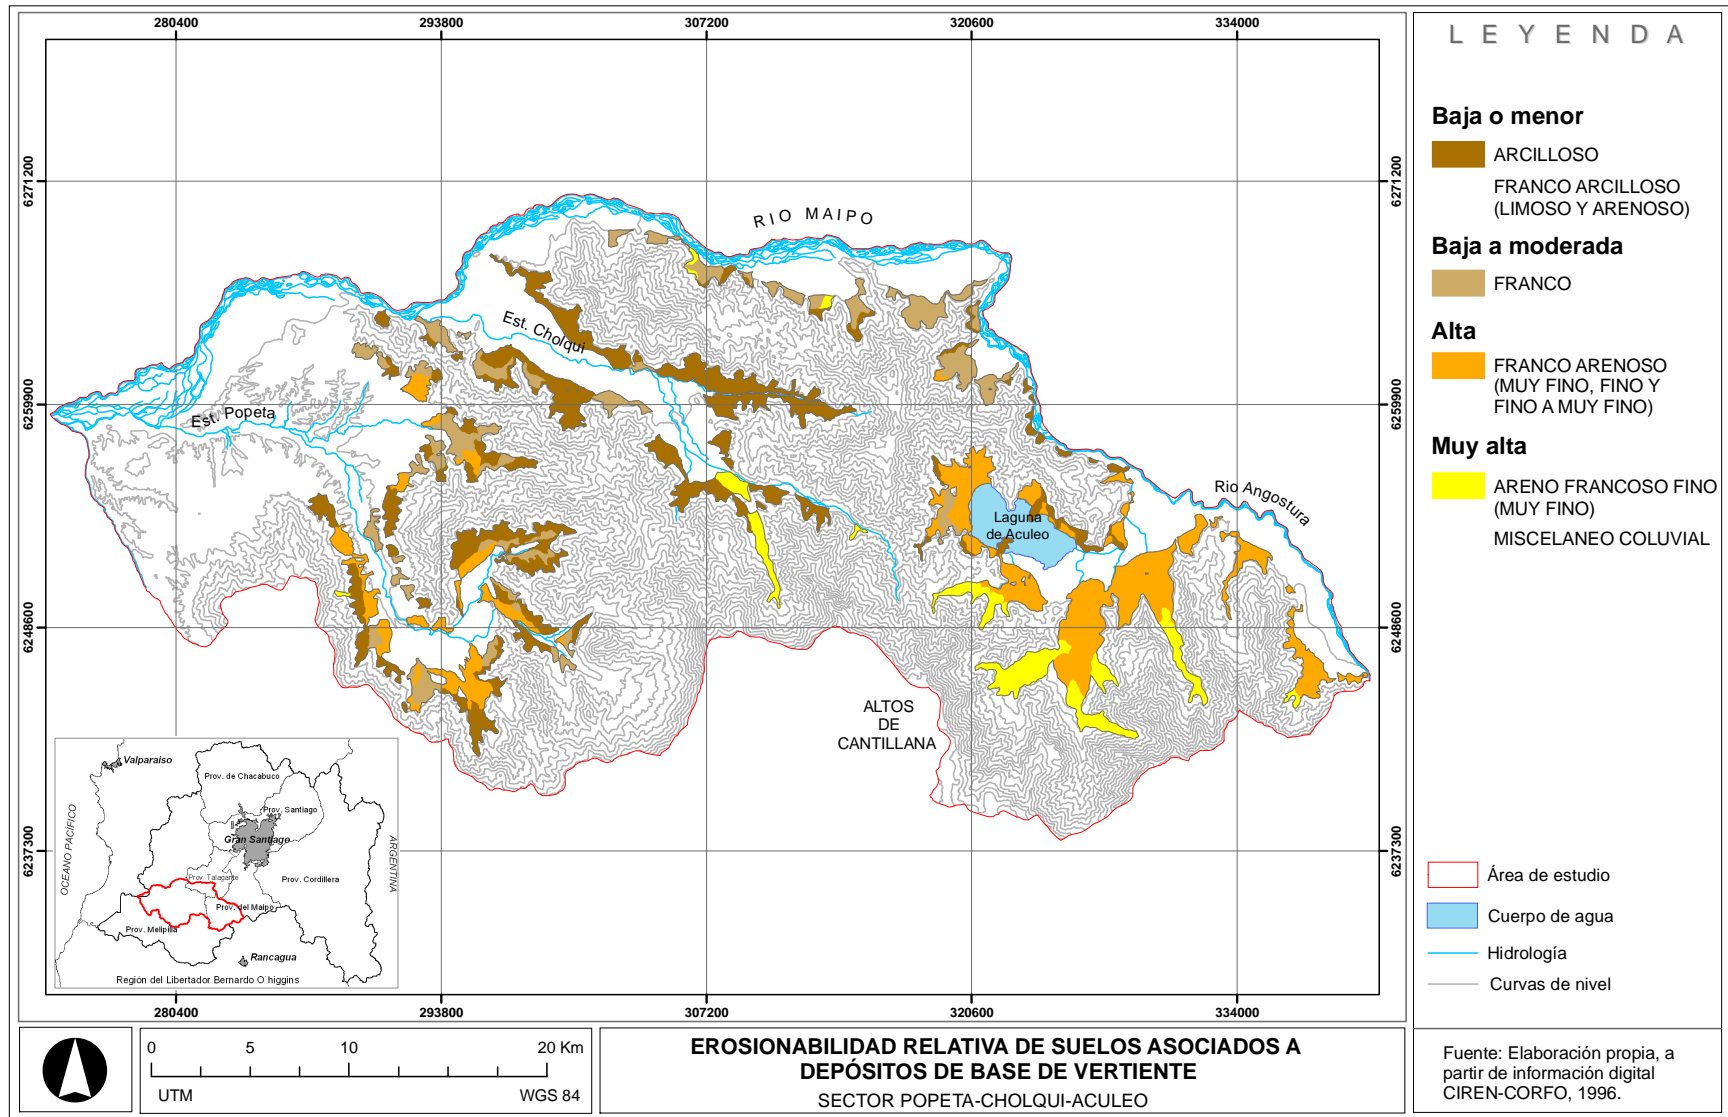 280400
293800
307200
320600
334000
6271200
6259900
6248600
6237300
6271200
6259900
6248600
6237300
RIO MAIPO
Est. Cholqui
Est. Popeta
Rio Angostura
Laguna
de Aculeo
ALTOS
DE
CANTILLANA
Valparaiso
Prov. de Chacabuco
Prov. Santiago
Gran Santiago
OCEANO PACÍFICO
ARGENTINA
Prov. Talagante
Prov. Cordillera
Prov. del Maipo
Prov. Melipilla
Rancagua
Región del Libertador Bernardo O´higgins
280400
293800
307200
320600
334000
LEYENDA
Baja o menor
ARCILLOSO
FRANCO ARCILLOSO
(LIMOSO Y ARENOSO)
Baja a moderada
FRANCO
Alta
FRANCO ARENOSO
(MUY FINO, FINO Y
FINO A MUY FINO)
Muy alta
ARENO FRANCOSO FINO
(MUY FINO)
MISCELANEO COLUVIAL
Área de estudio
Cuerpo de agua
Hidrología
Curvas de nivel
0 5 10 20 Km
UTM WGS 84
EROSIONABILIDAD RELATIVA DE SUELOS ASOCIADOS A
DEPÓSITOS DE BASE DE VERTIENTE
SECTOR POPETA-CHOLQUI-ACULEO
Fuente: Elaboración propia, a
partir de información digital
CIREN-CORFO, 1996.